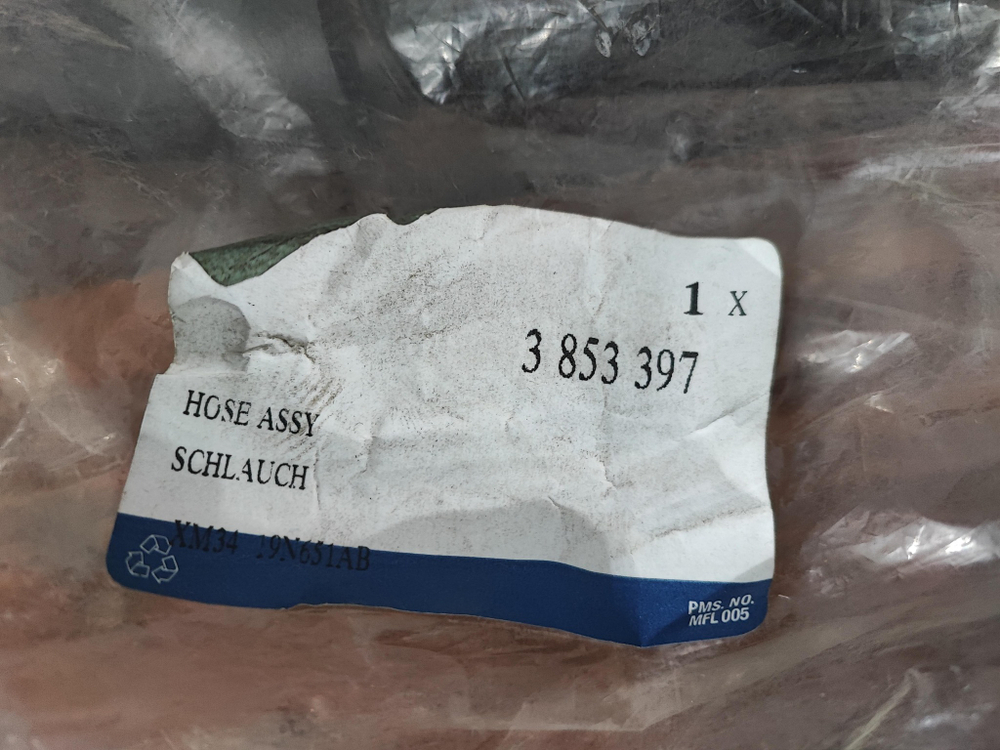 1 X
3 853 397
HOSE ASSY
SCHLAUCH
XM34 19N651AB
PMS. NO.
MFL 005